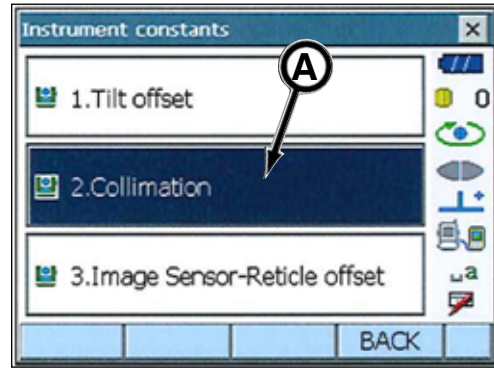 Instrument constants
A
1.Tilt offset
0
2.Collimation
3.Image Sensor-Reticle offset
a
BACK